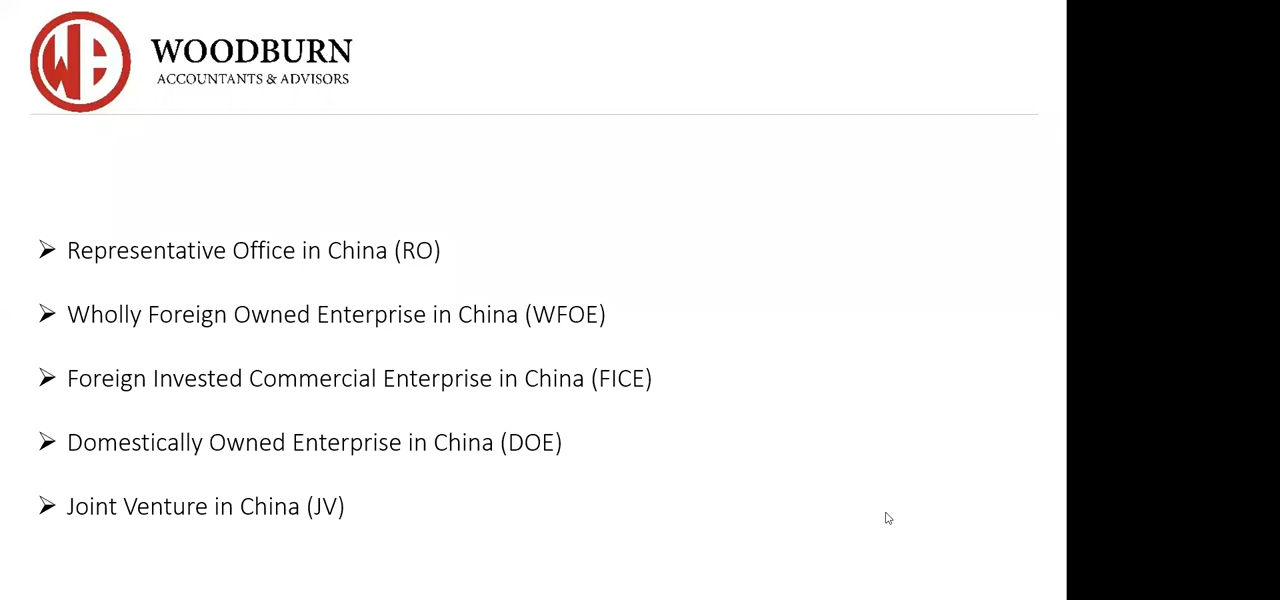 WOODBURN
ACCOUNTANTS & ADVISORS
Representative Office in China (RO)
Wholly Foreign Owned Enterprise in China (WFOE)
Foreign Invested Commercial Enterprise in China (FICE)
Domestically Owned Enterprise in China (DOE)
Joint Venture in China (JV)